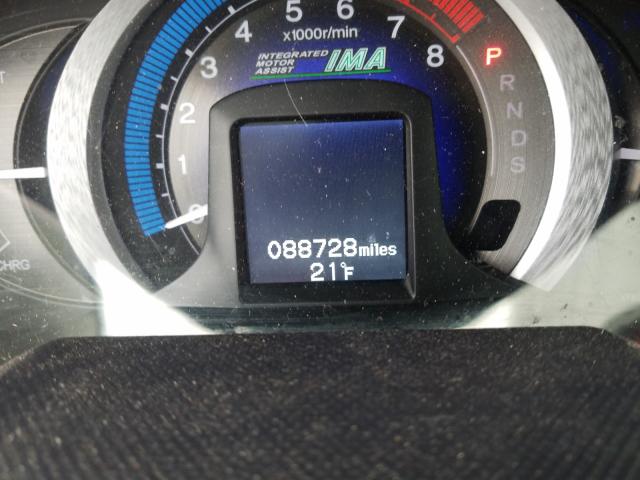 5 6
4 x1000r/min 7
3 INTEGRATED MOTOR ASSIST IMA 8
P
R
2
N
1
D
S
0
088728miles
21°F
CHRG